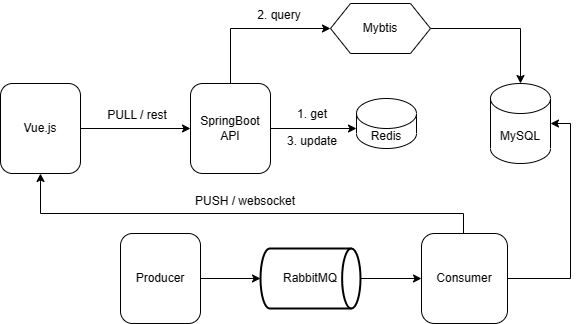 2. query
Mybtis
Vue.js
PULL / rest
SpringBoot
API
1. get
3. update
Redis
MySQL
PUSH / websocket
Producer
RabbitMQ
Consumer